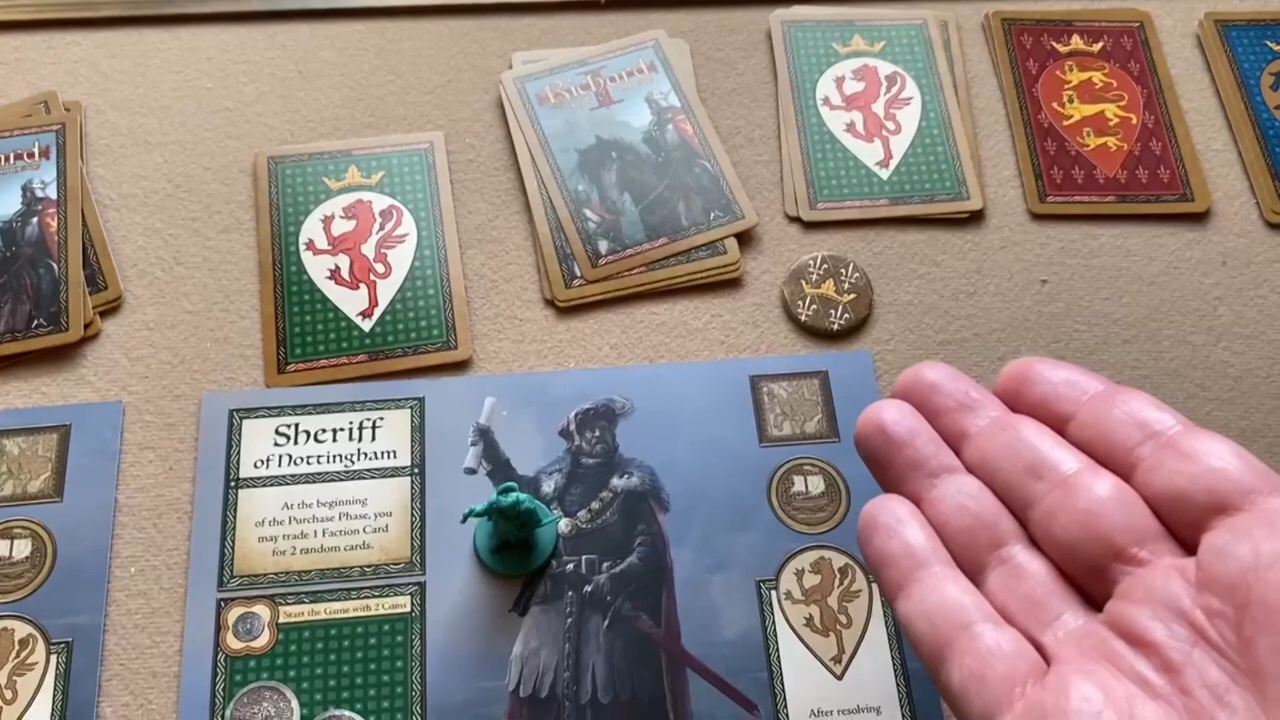 Richard
I
ard
Sheriff
of Nottingham
At the beginning
of the Purchase Phase, you
may trade 1 Faction Card
for 2 random cards.
Start the Game with 2 Coins
After resolving